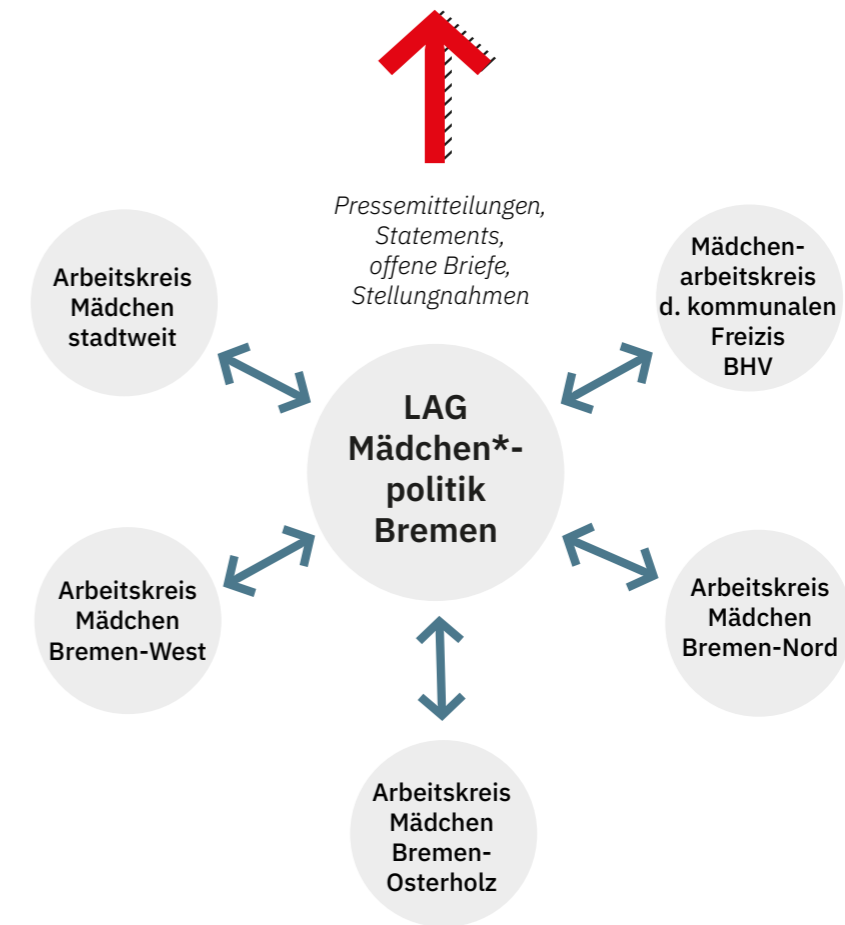 Pressemitteilungen,
Statements,
offene Briefe,
Stellungnahmen
Arbeitskreis
Mädchen
stadtweit
Mädchen-
arbeitskreis
d. kommunalen
Freizis
BHV
LAG
Mädchen*-
politik
Bremen
Arbeitskreis
Mädchen
Bremen-West
Arbeitskreis
Mädchen
Bremen-Nord
Arbeitskreis
Mädchen
Bremen-
Osterholz